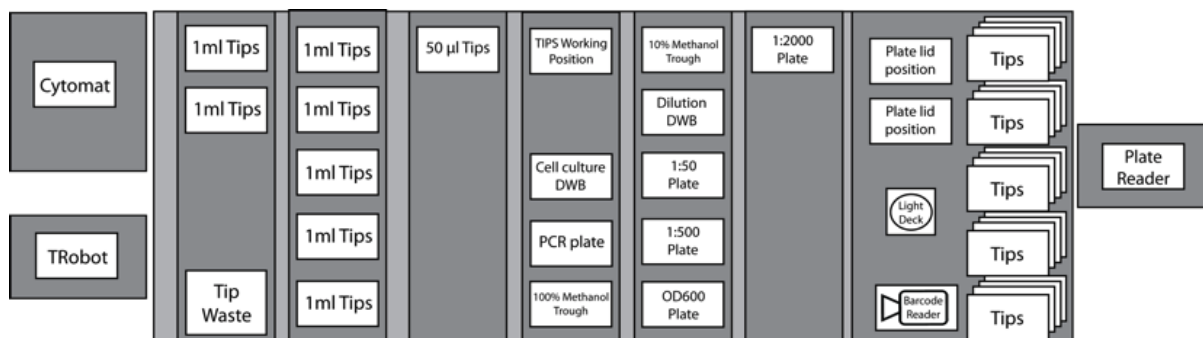 Cytomat
TRobot
1ml Tips
1ml Tips
Tip
Waste
1ml Tips
1ml Tips
1ml Tips
1ml Tips
1ml Tips
50 µl Tips
TIPS Working
Position
Cell culture
DWB
PCR plate
100% Methanol
Trough
10% Methanol
Trough
Dilution
DWB
1:50
Plate
1:500
Plate
OD600
Plate
1:2000
Plate
Plate lid
position
Plate lid
position
Light
Deck
Barcode
Reader
Tips
Tips
Tips
Tips
Tips
Plate
Reader